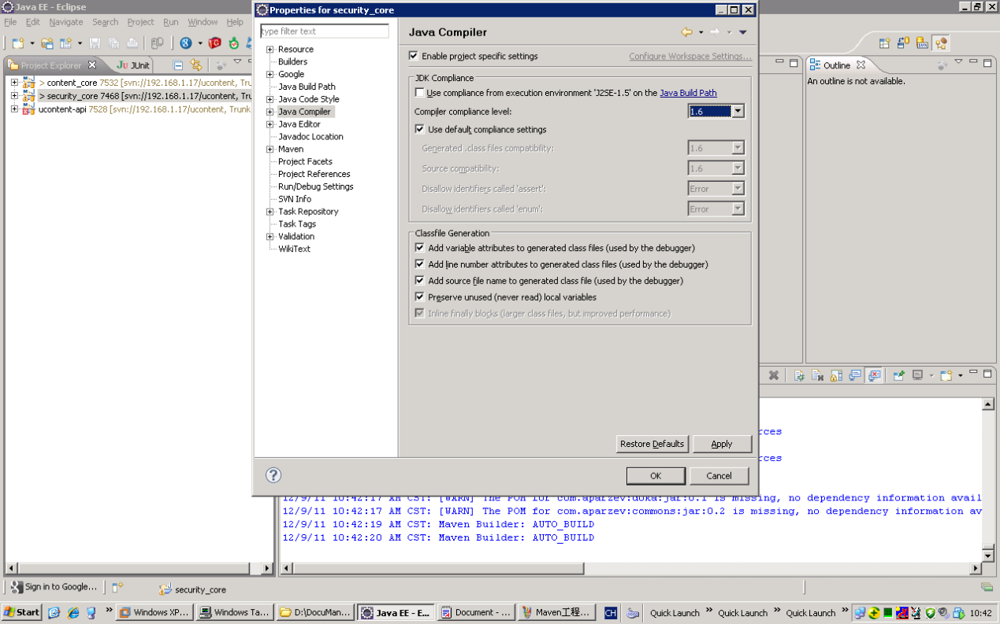 Java EE - Eclipse
File Edit Navigate Search Project Run Window Help
Project Explorer
JUnit
> content_core 7532 [svn://192.168.1.17/ucontent, Tru
> security_core 7468 [svn://192.168.1.17/ucontent, Tru
ucontent-api 7528 [svn://192.168.1.17/ucontent, Trunk
Properties for security_core
type filter text
Resource
Builders
Google
Java Build Path
Java Code Style
Java Compiler
Java Editor
Javadoc Location
Maven
Project Facets
Project References
Run/Debug Settings
SVN Info
Task Repository
Task Tags
Validation
WikiText
Java Compiler
Enable project specific settings
Configure Workspace Settings...
JDK Compliance
Use compliance from execution environment 'J2SE-1.5' on the Java Build Path
Compiler compliance level: 1.6
Use default compliance settings
Generated .class files compatibility: 1.6
Source compatibility: 1.6
Disallow identifiers called 'assert': Error
Disallow identifiers called 'enum': Error
Classfile Generation
Add variable attributes to generated class files (used by the debugger)
Add line number attributes to generated class files (used by the debugger)
Add source file name to generated class file (used by the debugger)
Preserve unused (never read) local variables
Inline finally blocks (larger class files, but improved performance)
Restore Defaults Apply
OK Cancel
Outline
An outline is not available.
rces
rces
12/9/11 10:42:17 AM CST: [WARN] The POM for com.aparzev:doka:jar:0.1 is missing, no dependency information avail
12/9/11 10:42:17 AM CST: [WARN] The POM for com.aparzev:commons:jar:0.2 is missing, no dependency information av
12/9/11 10:42:19 AM CST: Maven Builder: AUTO_BUILD
12/9/11 10:42:20 AM CST: Maven Builder: AUTO_BUILD
Sign in to Google...
security_core
Start
Windows XP...
Windows Ta...
D:\DocuMan...
Java EE - E...
Document - ...
Maven工程...
CH
Quick Launch
Quick Launch
Quick Launch
10:42